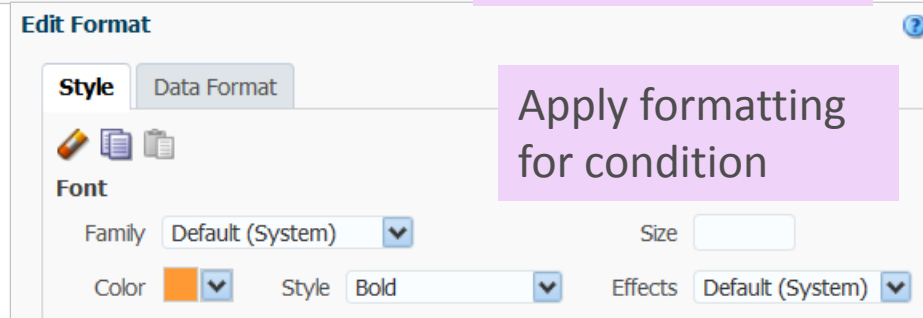 Edit Format
Style Data Format
Apply formatting
for condition
Font
Family Default (System) Size
Color Style Bold Effects Default (System)